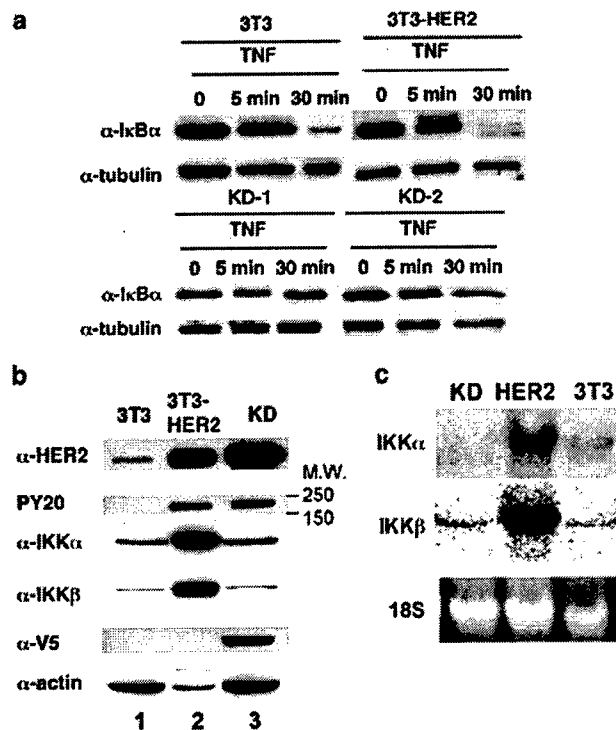 a
3T3 3T3-HER2
TNF TNF
0 5 min 30 min 0 5 min 30 min
α-IκBα
α-tubulin
KD-1 KD-2
TNF TNF
0 5 min 30 min 0 5 min 30 min
α-IκBα
α-tubulin
b
3T3 3T3-HER2 KD
α-HER2
M.W.
PY20 250
150
α-IKKα
α-IKKβ
α-V5
α-actin
1 2 3
c
KD HER2 3T3
IKKα
IKKβ
18S